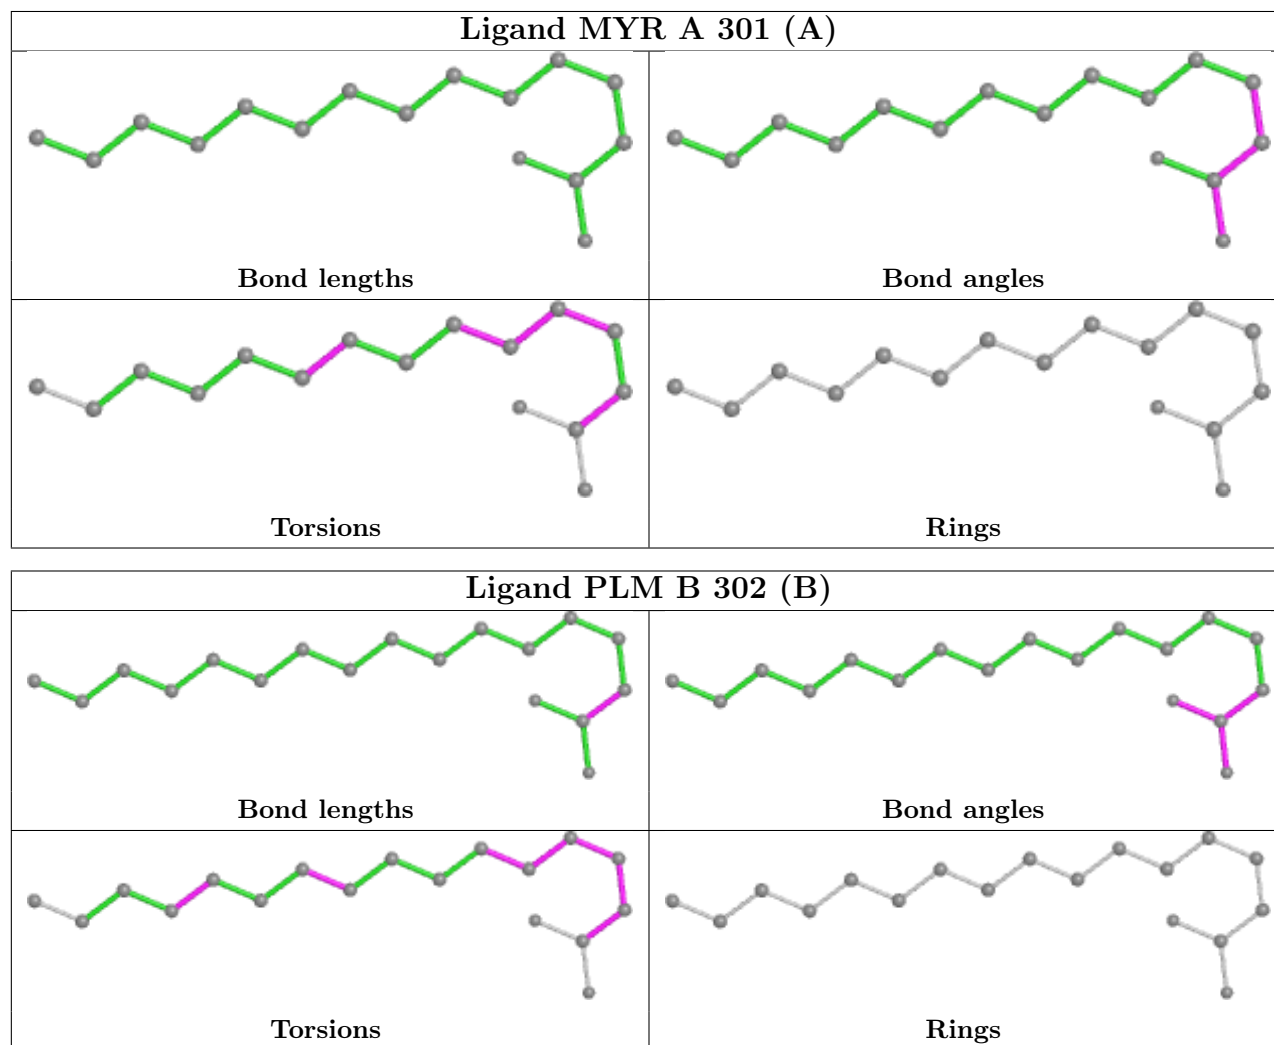 Ligand MYR A 301 (A)
Bond lengths
Bond angles
Torsions
Rings
Ligand PLM B 302 (B)
Bond lengths
Bond angles
Torsions
Rings